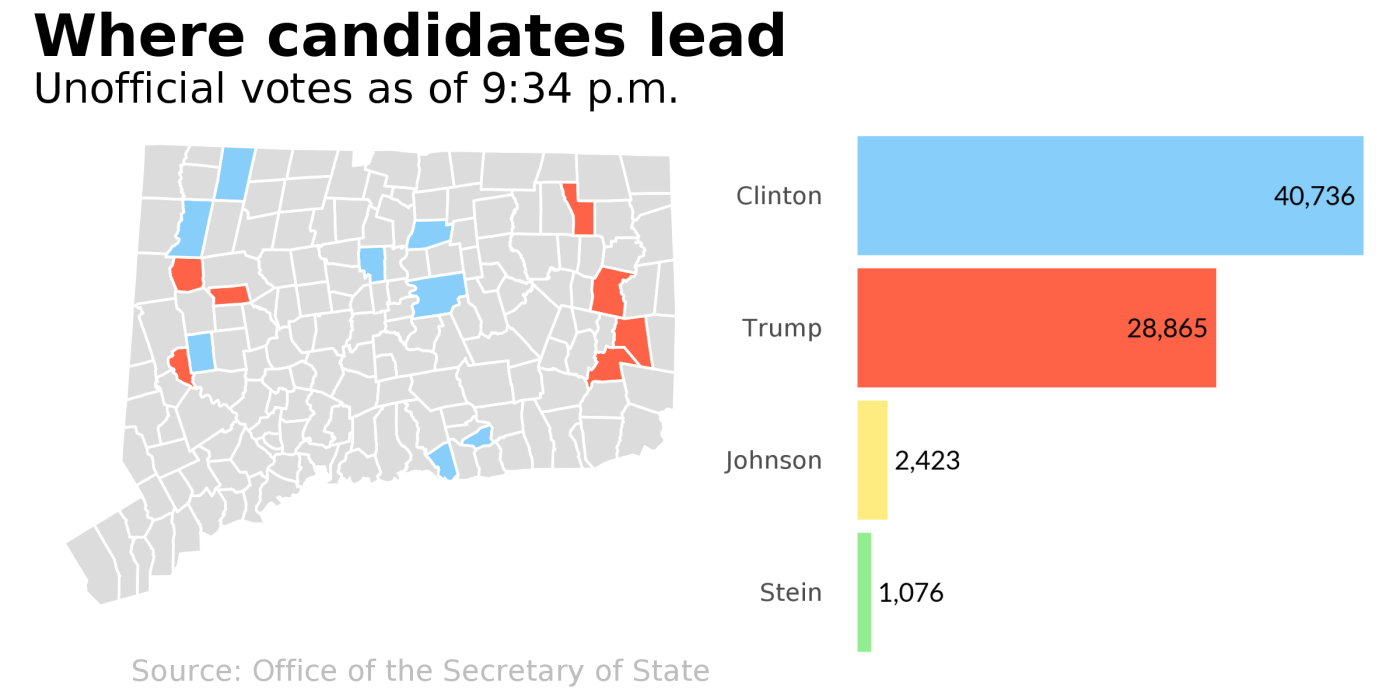 Where candidates lead
Unofficial votes as of 9:34 p.m.
Clinton 40,736
Trump 28,865
Johnson 2,423
Stein 1,076
Source: Office of the Secretary of State